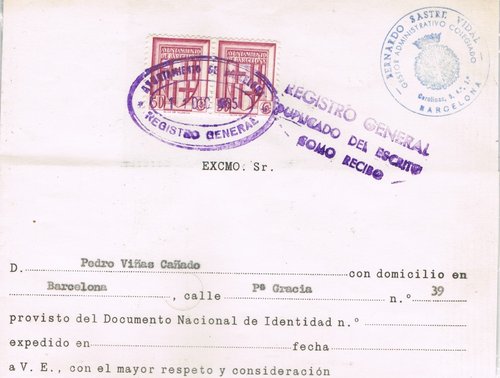 AYUNTAMIENTO DE BARCELONA
AYUNTAMIENTO DE BARCELONA
REGISTRO GENERAL
REGISTRO GENERAL
DUPLICADO DEL ESCRITO
COMO RECIBO
BERNARDO SASTRE VIDAL
GESTOR ADMINISTRATIVO COLEGIADO
BARCELONA
EXCMO. Sr.
D. Pedro Viñas Cañado con domicilio en
Barcelona, calle Pº Gracia n.º 39
provisto del Documento Nacional de Identidad n.º
expedido en fecha
a V. E., con el mayor respeto y consideración